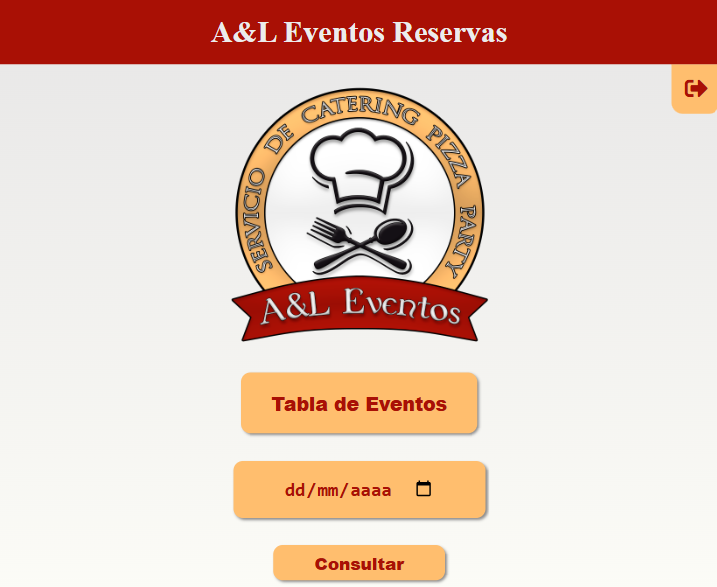 A&L Eventos Reservas
SERVICIO DE CATERING PIZZA PARTY
A&L Eventos
Tabla de Eventos
dd/mm/aaaa
Consultar